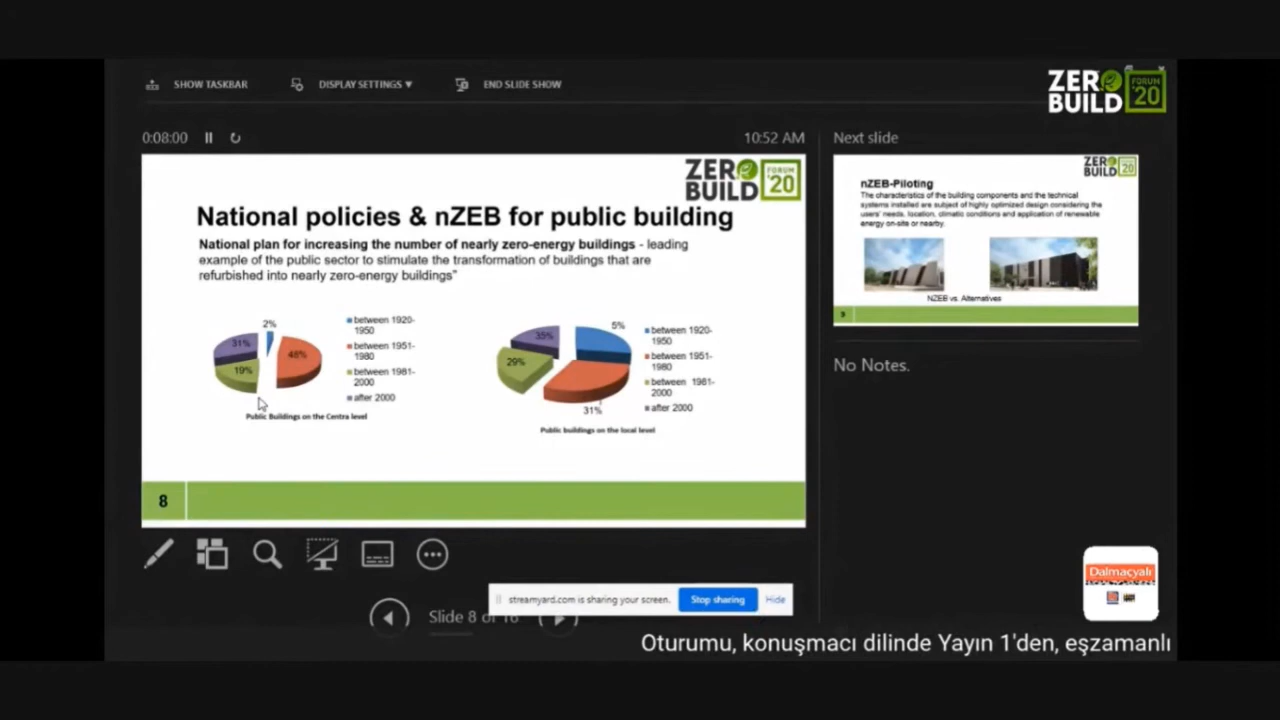 SHOW TASKBAR
DISPLAY SETTINGS ▼
END SLIDE SHOW
ZERO
BUILD
FORUM
'20
0:08:00
10:52 AM
Next slide
ZERO
BUILD
FORUM
'20
National policies & nZEB for public building
National plan for increasing the number of nearly zero-energy buildings - leading
example of the public sector to stimulate the transformation of buildings that are
refurbished into nearly zero-energy buildings"
2%
48%
19%
31%
between 1920-
1950
between 1951-
1980
between 1981-
2000
after 2000
Public Buildings on the Centra level
5%
31%
29%
35%
between 1920-
1950
between 1951-
1980
between 1981-
2000
after 2000
Public buildings on the local level
8
ZERO
BUILD
'20
nZEB-Piloting
The characteristics of the building components and the technical
systems installed are subject of highly optimized design considering the
users' needs, location, climatic conditions and application of renewable
energy on-site or nearby.
NZEB vs. Alternatives
9
No Notes.
streamyard.com is sharing your screen.
Stop sharing
Hide
Slide 8 of 16
Dalmaçyalı
Oturumu, konuşmacı dilinde Yayın 1'den, eşzamanlı